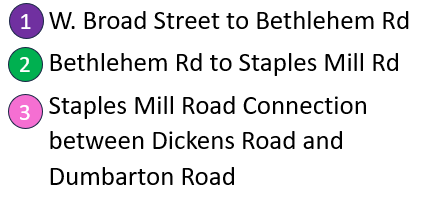 1 W. Broad Street to Bethlehem Rd
2 Bethlehem Rd to Staples Mill Rd
3 Staples Mill Road Connection
between Dickens Road and
Dumbarton Road